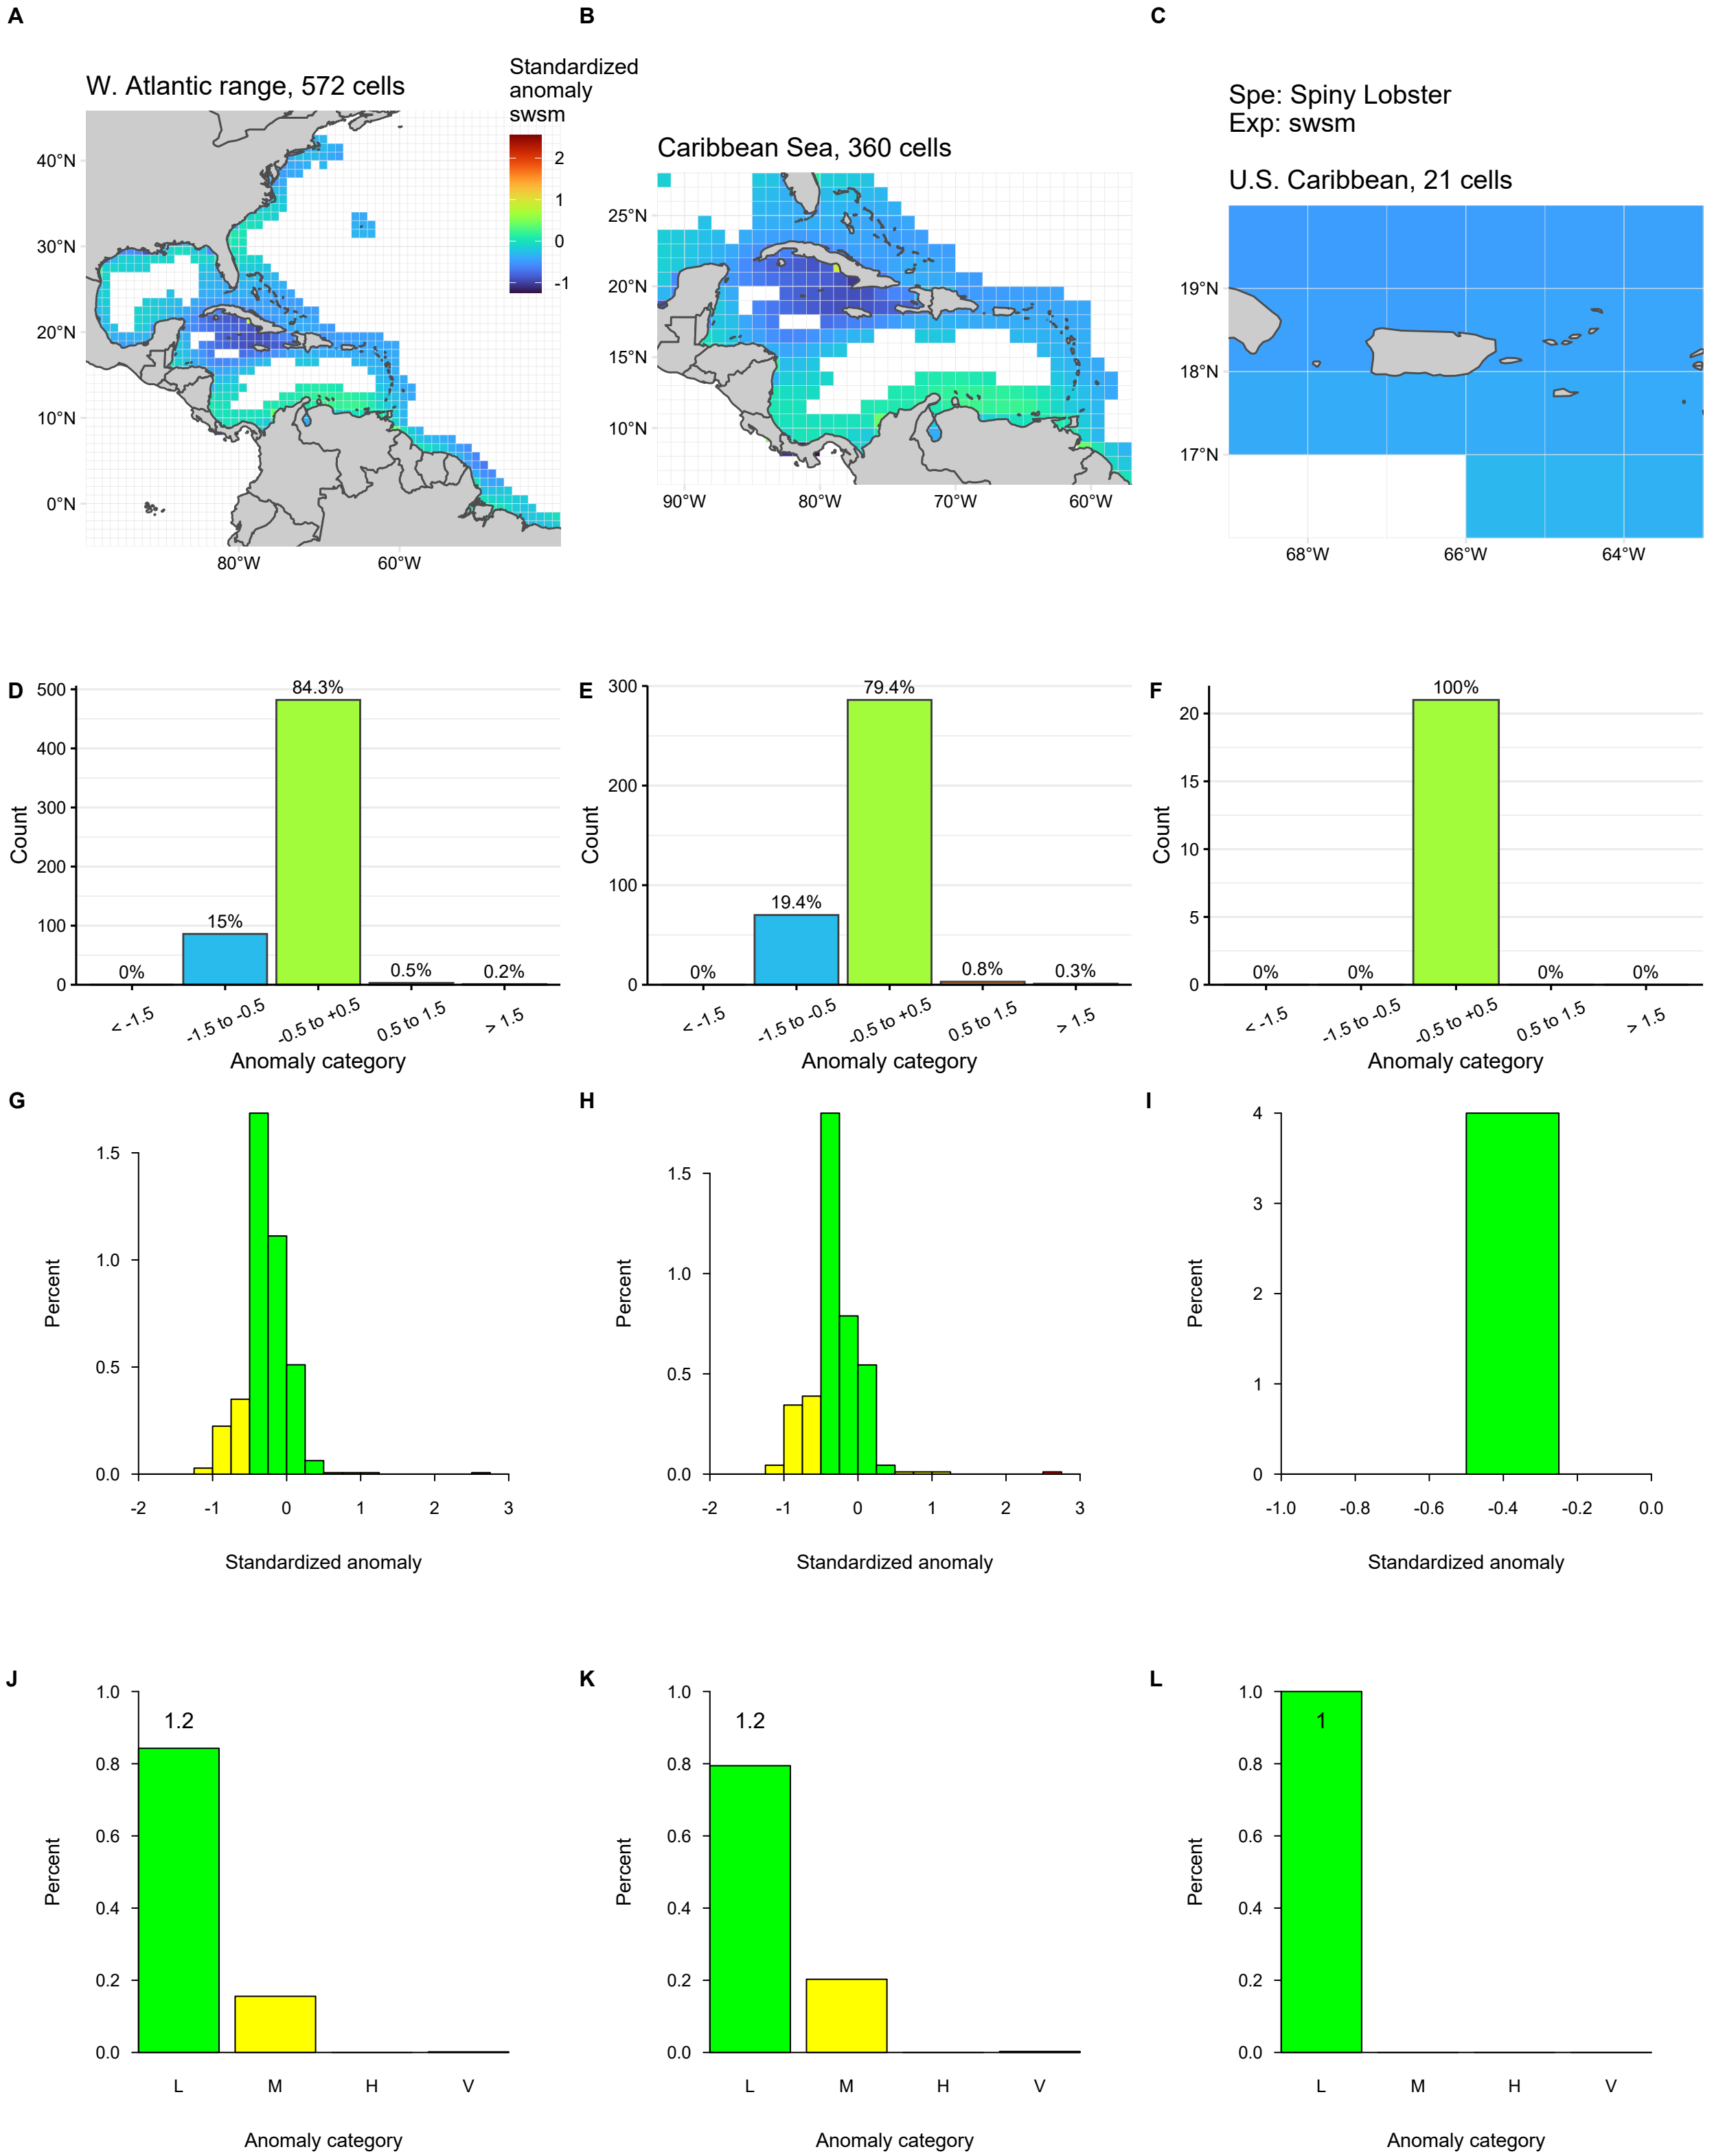 A
B
C
W. Atlantic range, 572 cells
Standardized
anomaly
swsm
2
1
0
-1
40°N
30°N
20°N
10°N
0°N
80°W
60°W
Caribbean Sea, 360 cells
25°N
20°N
15°N
10°N
90°W
80°W
70°W
60°W
Spe: Spiny Lobster
Exp: swsm
U.S. Caribbean, 21 cells
19°N
18°N
17°N
68°W
66°W
64°W
D
Count
500
400
300
200
100
0
0%
15%
84.3%
0.5%
0.2%
< -1.5
-1.5 to -0.5
-0.5 to +0.5
0.5 to 1.5
> 1.5
Anomaly category
E
Count
300
200
100
0
0%
19.4%
79.4%
0.8%
0.3%
< -1.5
-1.5 to -0.5
-0.5 to +0.5
0.5 to 1.5
> 1.5
Anomaly category
F
Count
20
15
10
5
0
0%
0%
100%
0%
0%
< -1.5
-1.5 to -0.5
-0.5 to +0.5
0.5 to 1.5
> 1.5
Anomaly category
G
Percent
1.5
1.0
0.5
0.0
-2
-1
0
1
2
3
Standardized anomaly
H
Percent
1.5
1.0
0.5
0.0
-2
-1
0
1
2
3
Standardized anomaly
I
Percent
4
3
2
1
0
-1.0
-0.8
-0.6
-0.4
-0.2
0.0
Standardized anomaly
J
Percent
1.0
0.8
0.6
0.4
0.2
0.0
1.2
L
M
H
V
Anomaly category
K
Percent
1.0
0.8
0.6
0.4
0.2
0.0
1.2
L
M
H
V
Anomaly category
L
Percent
1.0
0.8
0.6
0.4
0.2
0.0
1
L
M
H
V
Anomaly category